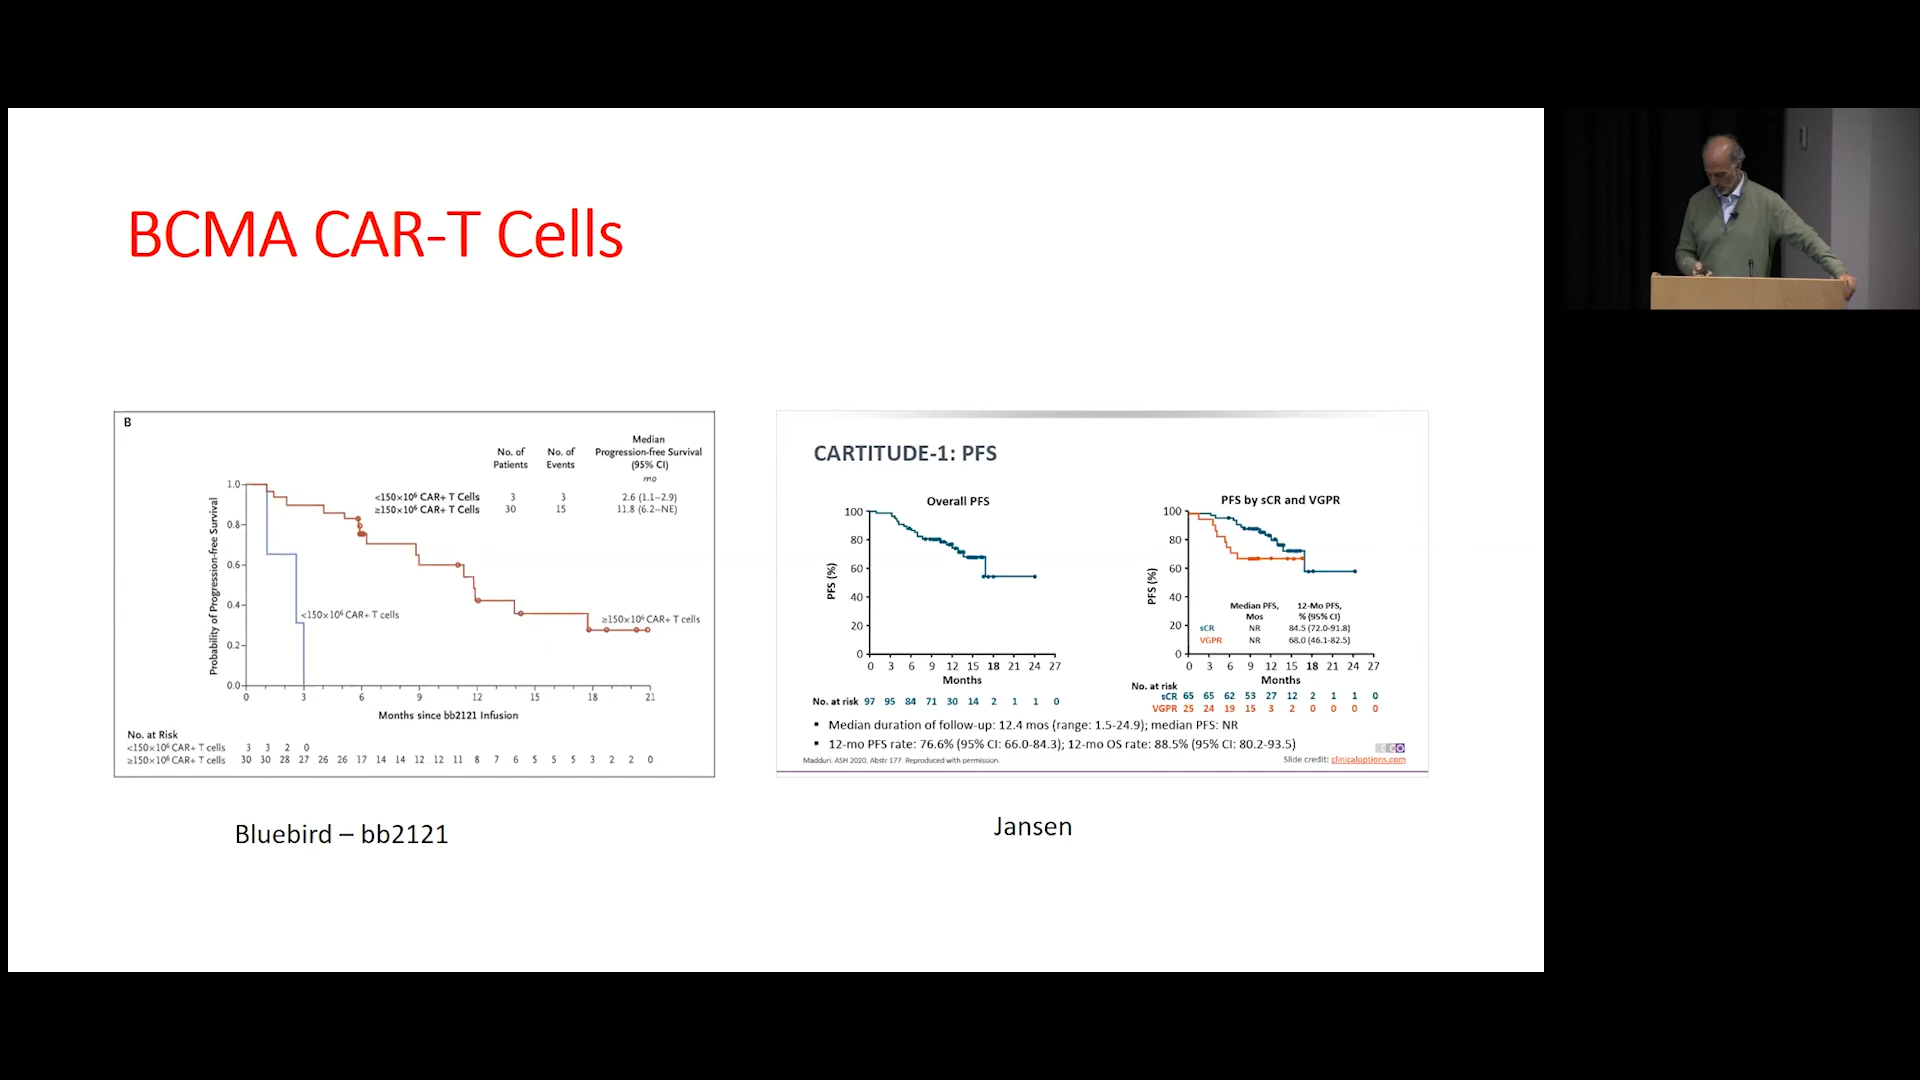 BCMA CAR-T Cells
B
No. of Patients
No. of Events
Median Progression-free Survival (95% CI)
mo
<150×10⁶ CAR+ T Cells 3 3 2.6 (1.1–2.9)
≥150×10⁶ CAR+ T Cells 30 15 11.8 (6.2–NE)
Probability of Progression-free Survival
1.0
0.8
0.6
0.4
0.2
0.0
<150×10⁶ CAR+ T cells
≥150×10⁶ CAR+ T cells
0 3 6 9 12 15 18 21
Months since bb2121 Infusion
No. at Risk
<150×10⁶ CAR+ T cells 3 3 2 0
≥150×10⁶ CAR+ T cells 30 30 28 27 26 26 17 14 14 12 12 11 8 7 6 5 5 5 3 2 2 0
Bluebird – bb2121
CARTITUDE-1: PFS
Overall PFS
PFS (%)
100
80
60
40
20
0
0 3 6 9 12 15 18 21 24 27
Months
No. at risk 97 95 84 71 30 14 2 1 1 0
PFS by sCR and VGPR
PFS (%)
100
80
60
40
20
0
Median PFS, Mos
12-Mo PFS, % (95% CI)
sCR NR 84.5 (72.0-91.8)
VGPR NR 68.0 (46.1-82.5)
0 3 6 9 12 15 18 21 24 27
Months
No. at risk
sCR 65 65 62 53 27 12 2 1 1 0
VGPR 25 24 19 15 3 2 0 0 0 0
▪ Median duration of follow-up: 12.4 mos (range: 1.5-24.9); median PFS: NR
▪ 12-mo PFS rate: 76.6% (95% CI: 66.0-84.3); 12-mo OS rate: 88.5% (95% CI: 80.2-93.5)
Madduri. ASH 2020. Abstr 177. Reproduced with permission.
Slide credit: clinicaloptions.com
Jansen